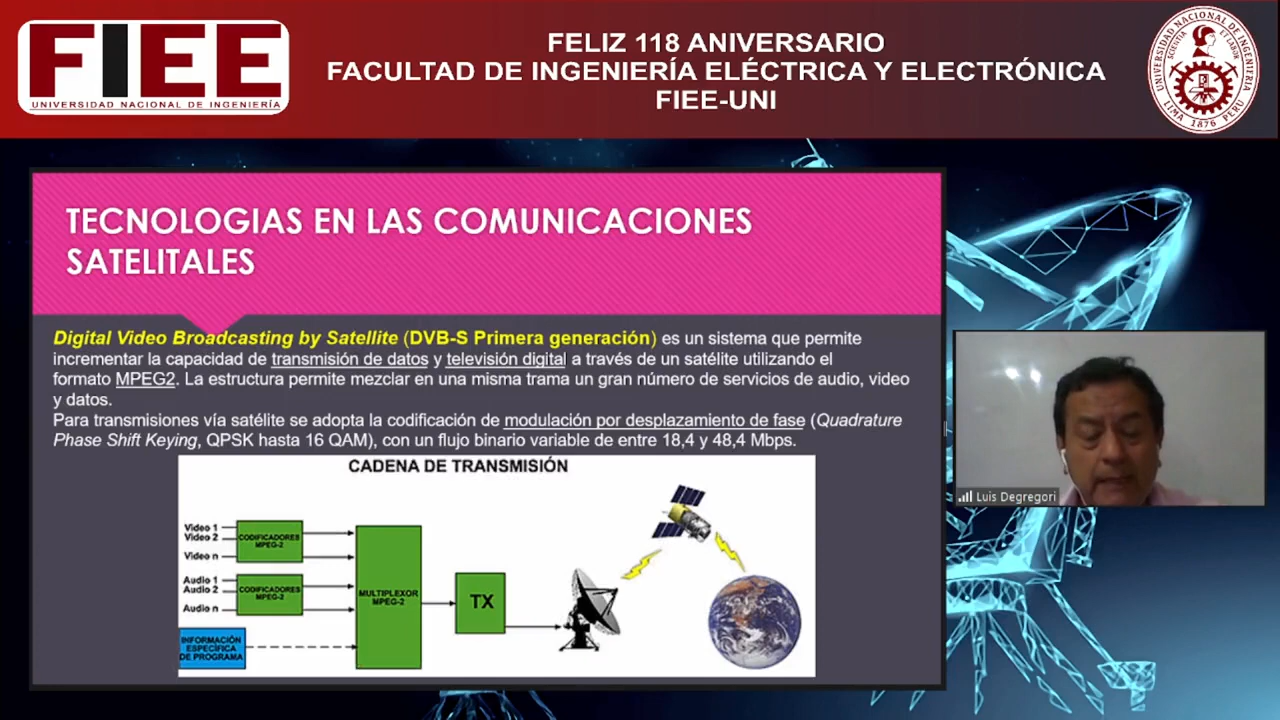 FIEE
UNIVERSIDAD NACIONAL DE INGENIERÍA
FELIZ 118 ANIVERSARIO
FACULTAD DE INGENIERÍA ELÉCTRICA Y ELECTRÓNICA
FIEE-UNI
UNIVERSIDAD NACIONAL DE INGENIERIA
SCIENTIA ET LABOR
LIMA 1876 PERU
TECNOLOGIAS EN LAS COMUNICACIONES
SATELITALES
Digital Video Broadcasting by Satellite (DVB-S Primera generación) es un sistema que permite
incrementar la capacidad de transmisión de datos y televisión digital a través de un satélite utilizando el
formato MPEG2. La estructura permite mezclar en una misma trama un gran número de servicios de audio, video
y datos.
Para transmisiones vía satélite se adopta la codificación de modulación por desplazamiento de fase (Quadrature
Phase Shift Keying, QPSK hasta 16 QAM), con un flujo binario variable de entre 18,4 y 48,4 Mbps.
CADENA DE TRANSMISIÓN
Video 1
Video 2
Video n
CODIFICADORES
MPEG-2
Audio 1
Audio 2
Audio n
CODIFICADORES
MPEG-2
INFORMACIÓN
ESPECÍFICA
DE PROGRAMA
MULTIPLEXOR
MPEG-2
TX
Luis Degregori